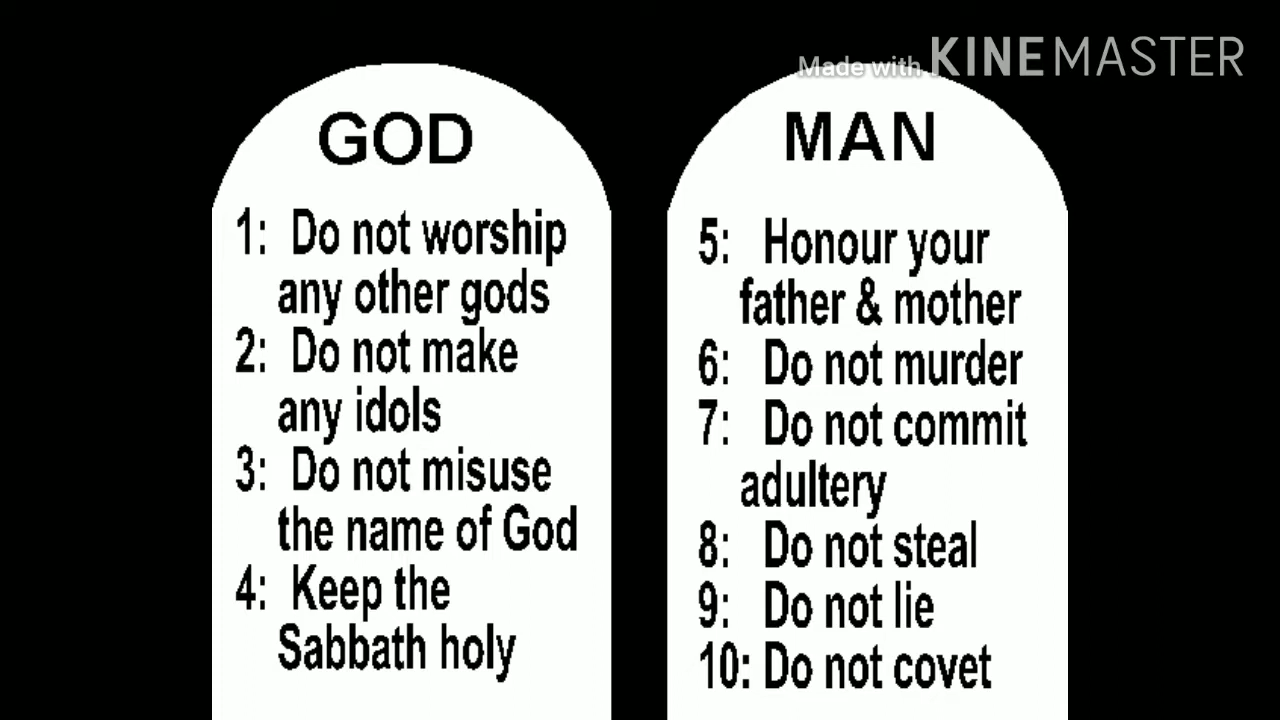 Made with KINEMASTER
GOD
1: Do not worship
any other gods
2: Do not make
any idols
3: Do not misuse
the name of God
4: Keep the
Sabbath holy
MAN
5: Honour your
father & mother
6: Do not murder
7: Do not commit
adultery
8: Do not steal
9: Do not lie
10: Do not covet